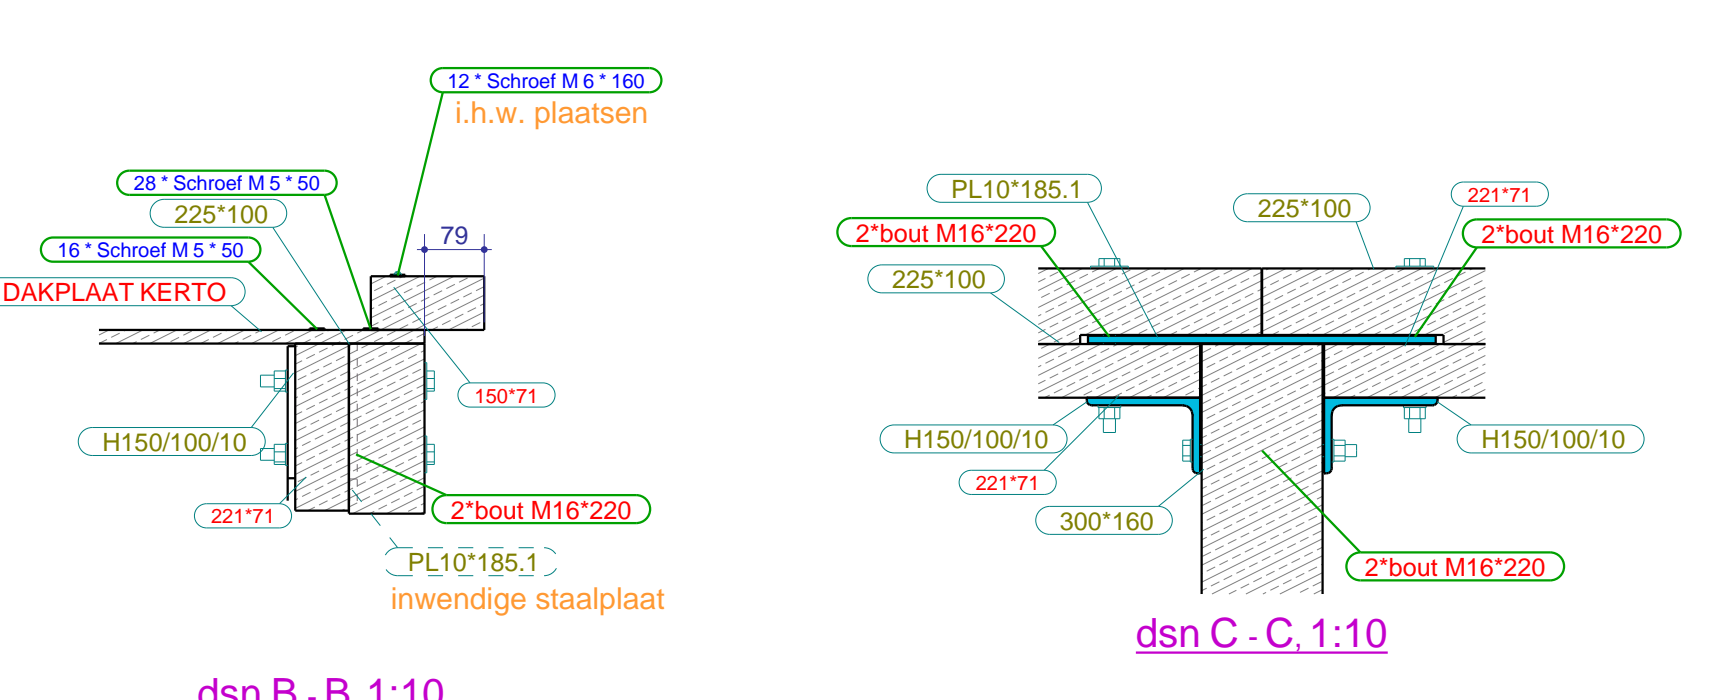 12 * Schroef M 6 * 160
i.h.w. plaatsen
28 * Schroef M 5 * 50
225*100
16 * Schroef M 5 * 50
79
DAKPLAAT KERTO
150*71
H150/100/10
221*71
2*bout M16*220
PL10*185.1
inwendige staalplaat
dsn B - B, 1:10
PL10*185.1
225*100
221*71
2*bout M16*220
2*bout M16*220
225*100
H150/100/10
H150/100/10
221*71
300*160
2*bout M16*220
dsn C - C, 1:10